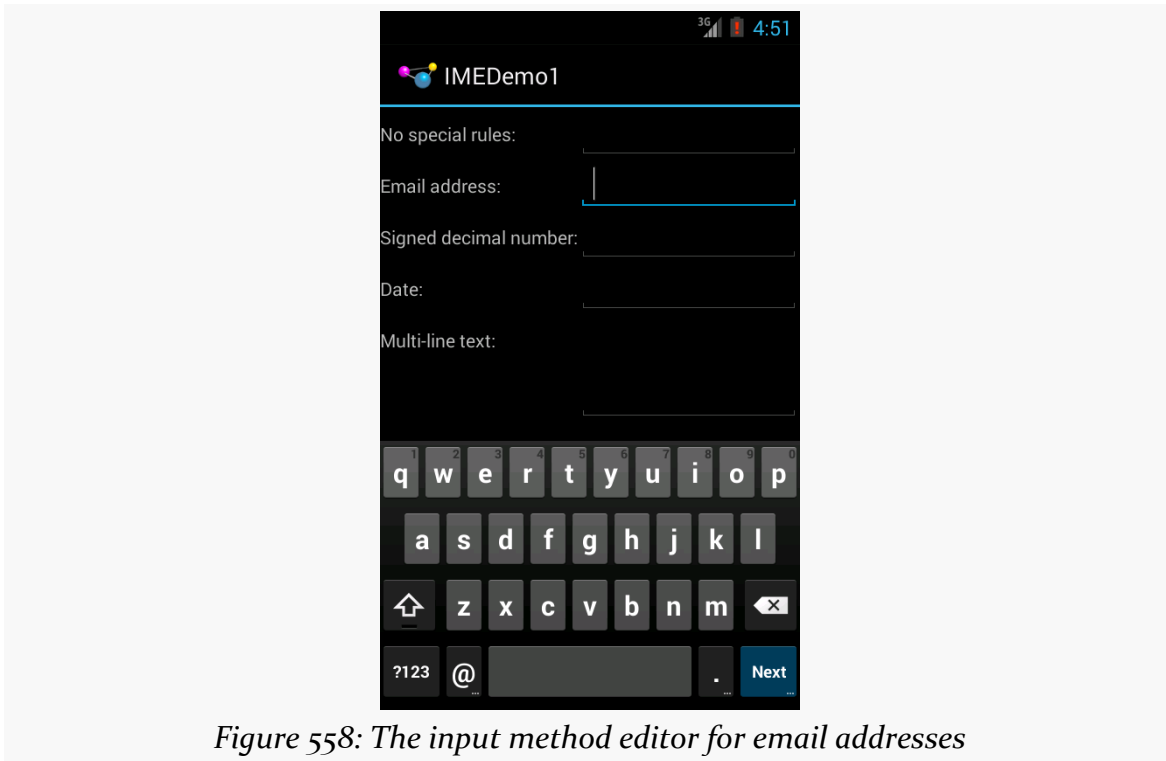 3G 4:51
IMEDemo1
No special rules:
Email address:
Signed decimal number:
Date:
Multi-line text:
1 2 3 4 5 6 7 8 9 0
q w e r t y u i o p
a s d f g h j k l
z x c v b n m
?123 @ ... . ... Next ...
Figure 558: The input method editor for email addresses